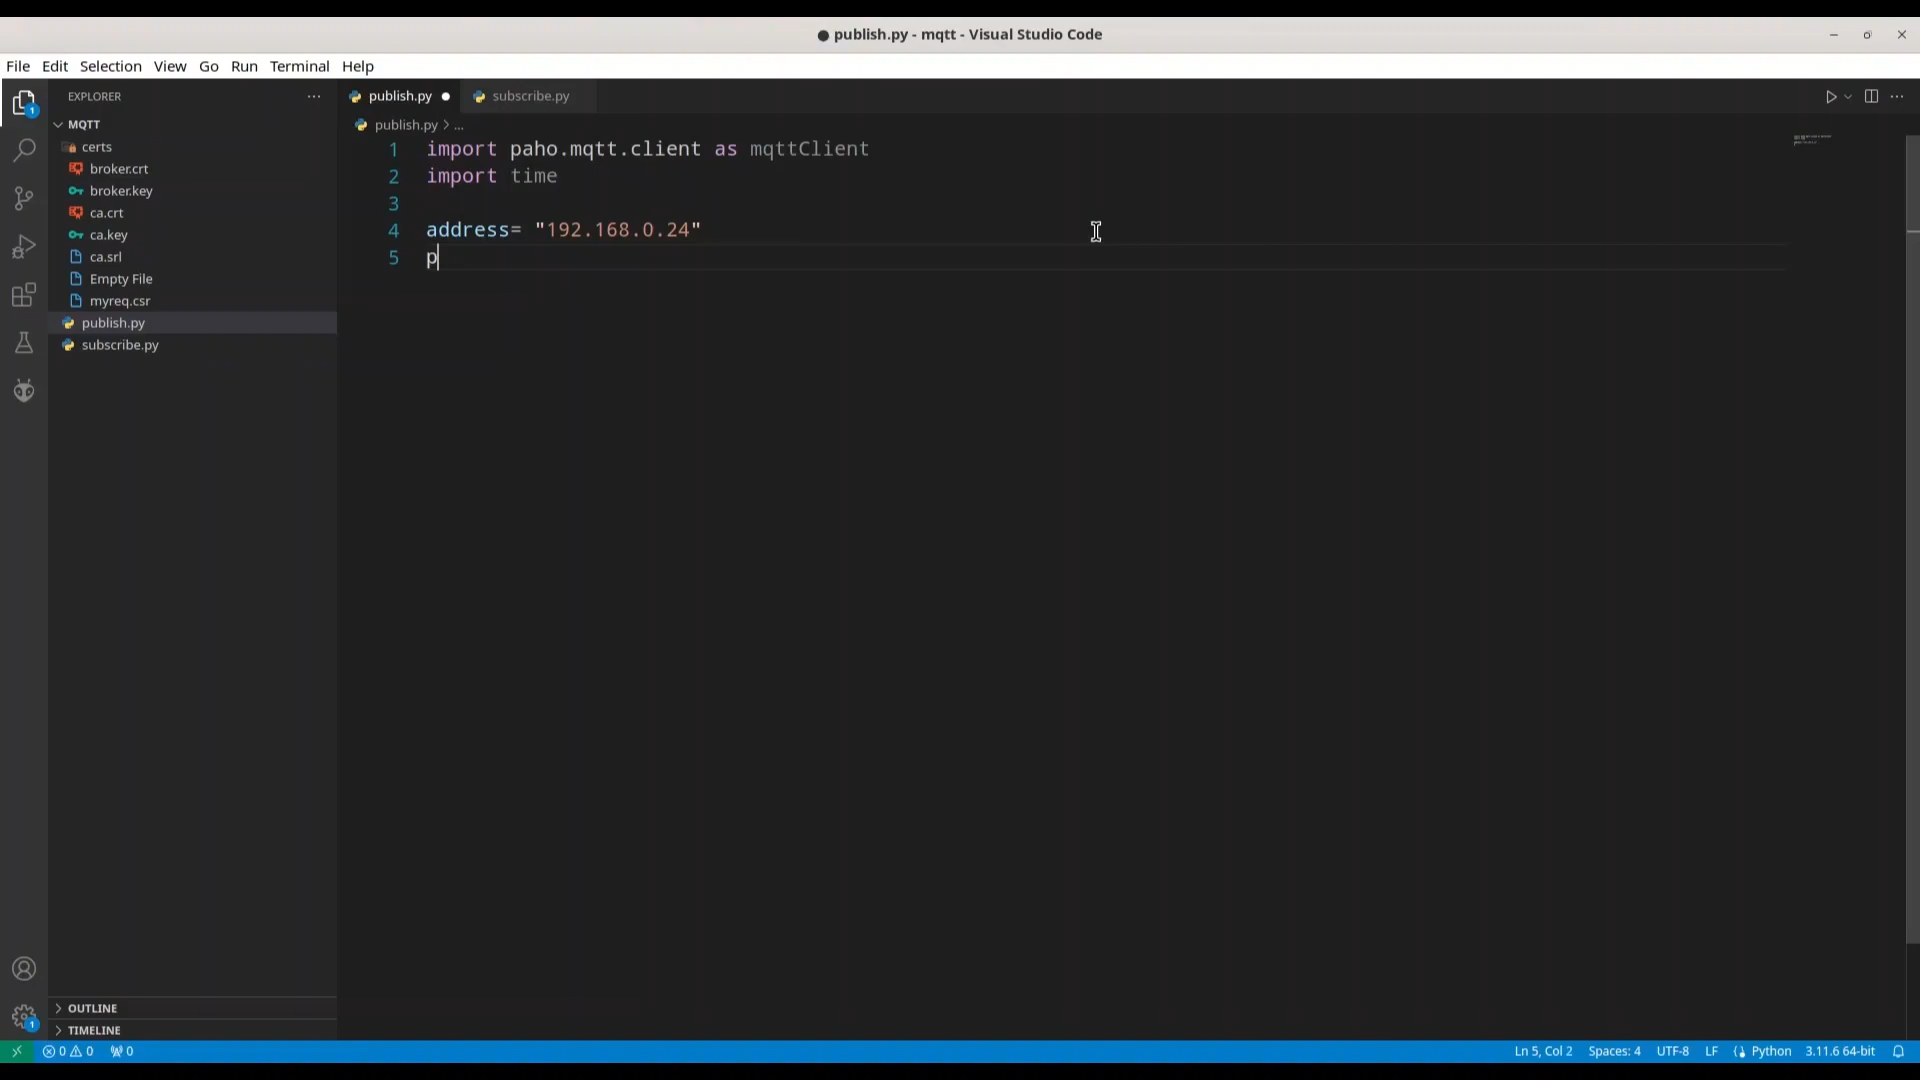 publish.py - mqtt - Visual Studio Code
File Edit Selection View Go Run Terminal Help
EXPLORER
MQTT
certs
broker.crt
broker.key
ca.crt
ca.key
ca.srl
Empty File
myreq.csr
publish.py
subscribe.py
OUTLINE
TIMELINE
publish.py subscribe.py
publish.py > ...
1 import paho.mqtt.client as mqttClient
2 import time
3
4 address= "192.168.0.24"
5 p
1
1
0 0 0 Ln 5, Col 2 Spaces: 4 UTF-8 LF Python 3.11.6 64-bit